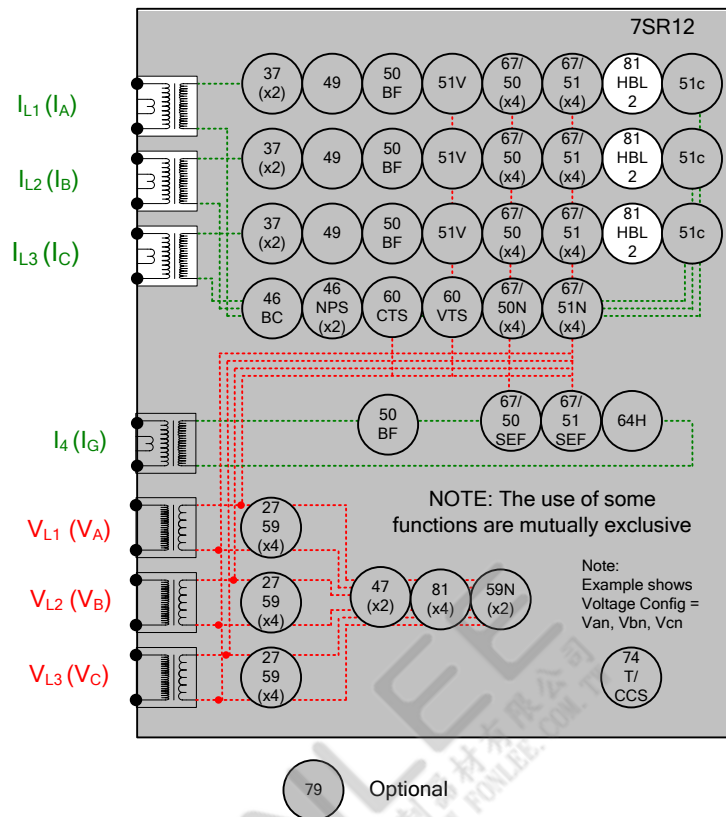 7SR12
IL1 (IA)
37
(x2)
49
50
BF
51V
67/
50
(x4)
67/
51
(x4)
81
HBL
2
51c
IL2 (IB)
37
(x2)
49
50
BF
51V
67/
50
(x4)
67/
51
(x4)
81
HBL
2
51c
IL3 (IC)
37
(x2)
49
50
BF
51V
67/
50
(x4)
67/
51
(x4)
81
HBL
2
51c
46
BC
46
NPS
(x2)
60
CTS
60
VTS
67/
50N
(x4)
67/
51N
(x4)
I4 (IG)
50
BF
67/
50
SEF
67/
51
SEF
64H
NOTE: The use of some
functions are mutually exclusive
VL1 (VA)
27
59
(x4)
VL2 (VB)
27
59
(x4)
47
(x2)
81
(x4)
59N
(x2)
Note:
Example shows
Voltage Config =
Van, Vbn, Vcn
VL3 (VC)
27
59
(x4)
74
T/
CCS
79
Optional